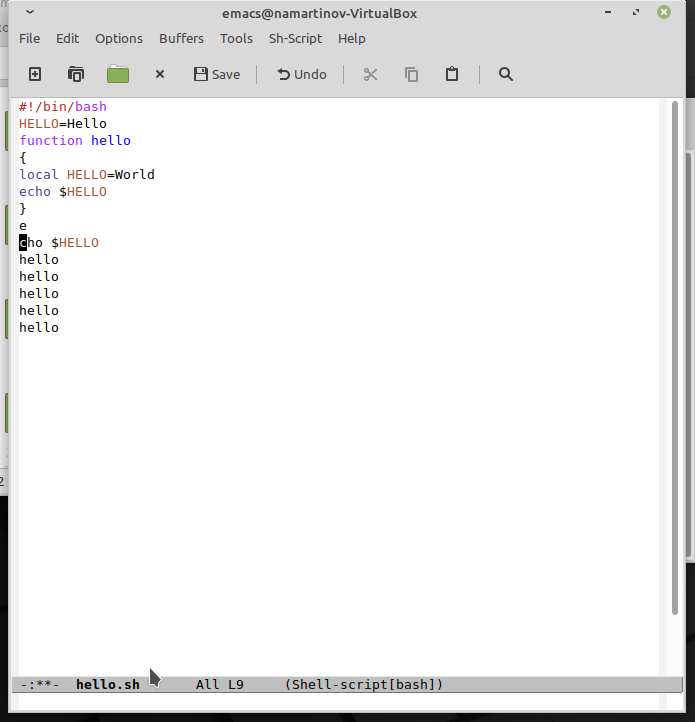 emacs@namartinov-VirtualBox
File Edit Options Buffers Tools Sh-Script Help
Save Undo
#!/bin/bash
HELLO=Hello
function hello
{
local HELLO=World
echo $HELLO
}
e
cho $HELLO
hello
hello
hello
hello
hello
-:**- hello.sh All L9 (Shell-script[bash])